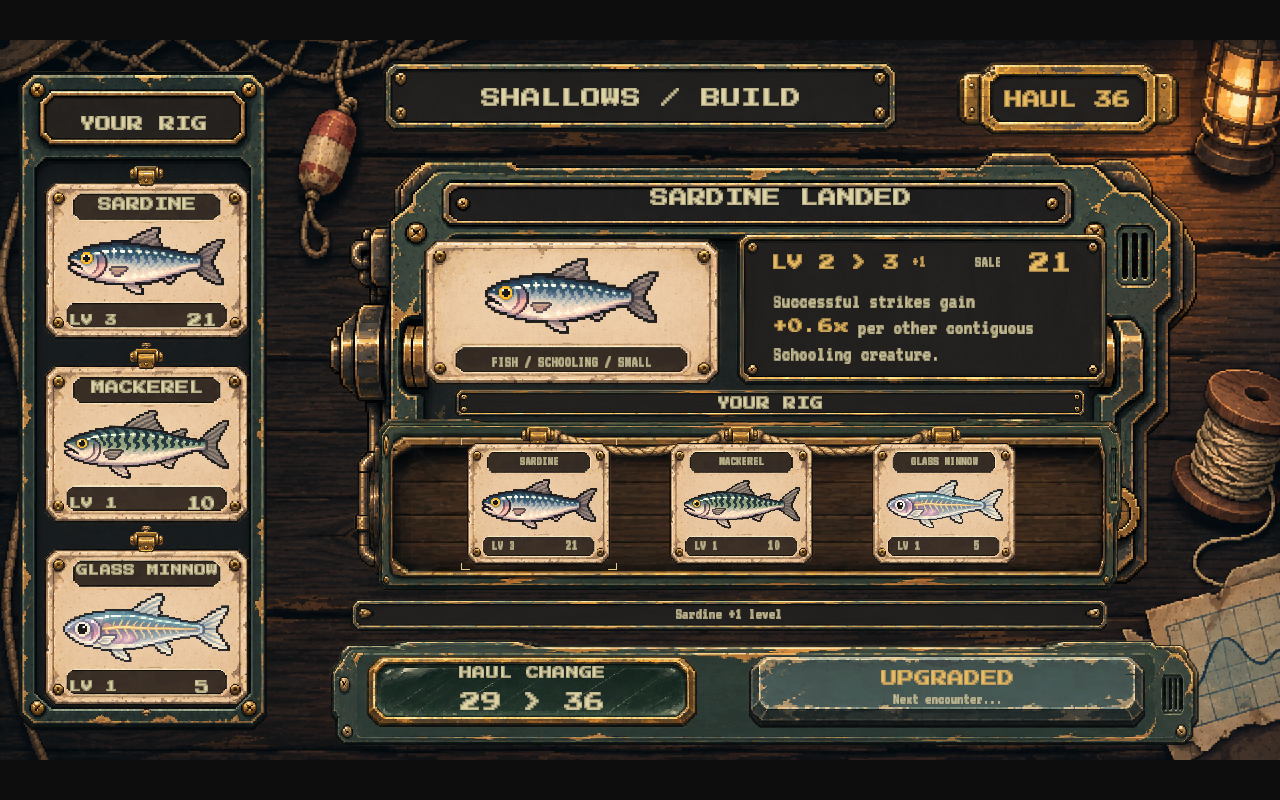 YOUR RIG
SARDINE
LV 3 21
MACKEREL
LV 1 10
GLASS MINNOW
LV 1 5
SHALLOWS / BUILD
HAUL 36
SARDINE LANDED
FISH / SCHOOLING / SMALL
LV 2 > 3 +1 SALE 21
Successful strikes gain
+0.6x per other contiguous
Schooling creature.
YOUR RIG
SARDINE
LV 3 21
MACKEREL
LV 1 10
GLASS MINNOW
LV 1 5
Sardine +1 level
HAUL CHANGE
29 > 36
UPGRADED
Next encounter...